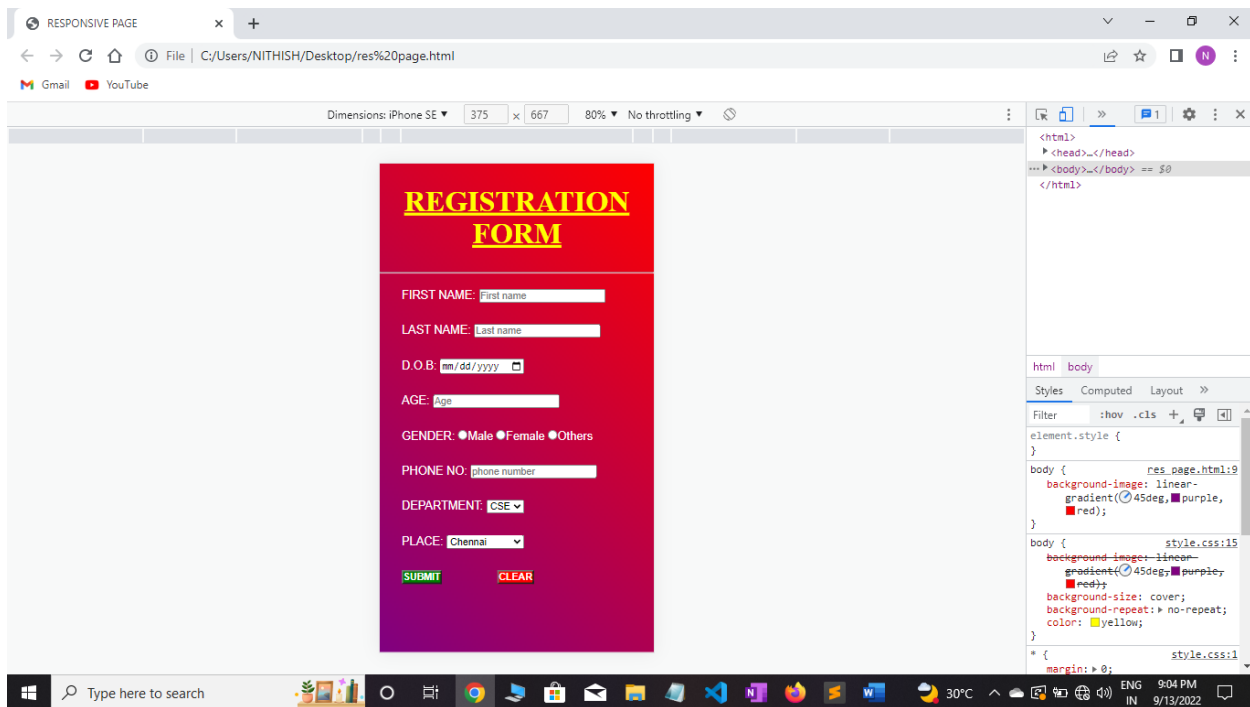 RESPONSIVE PAGE
File | C:/Users/NITHISH/Desktop/res%20page.html
N
Gmail YouTube
Dimensions: iPhone SE ▼ 375 × 667 80% ▼ No throttling ▼
» 1
<html>
<head>…</head>
<body>…</body> == $0
</html>
REGISTRATION
FORM
FIRST NAME: First name
LAST NAME: Last name
D.O.B: mm/dd/yyyy
AGE: Age
GENDER: Male Female Others
PHONE NO: phone number
DEPARTMENT: CSE
PLACE: Chennai
SUBMIT CLEAR
html body
Styles Computed Layout »
Filter :hov .cls +
element.style {
}
body { res page.html:9
background-image: linear-
gradient(45deg, purple,
red);
}
body { style.css:15
background-image: linear-
gradient(45deg, purple,
red);
background-size: cover;
background-repeat: no-repeat;
color: yellow;
}
* { style.css:1
margin: 0;
Type here to search
30°C
ENG
IN
9:04 PM
9/13/2022